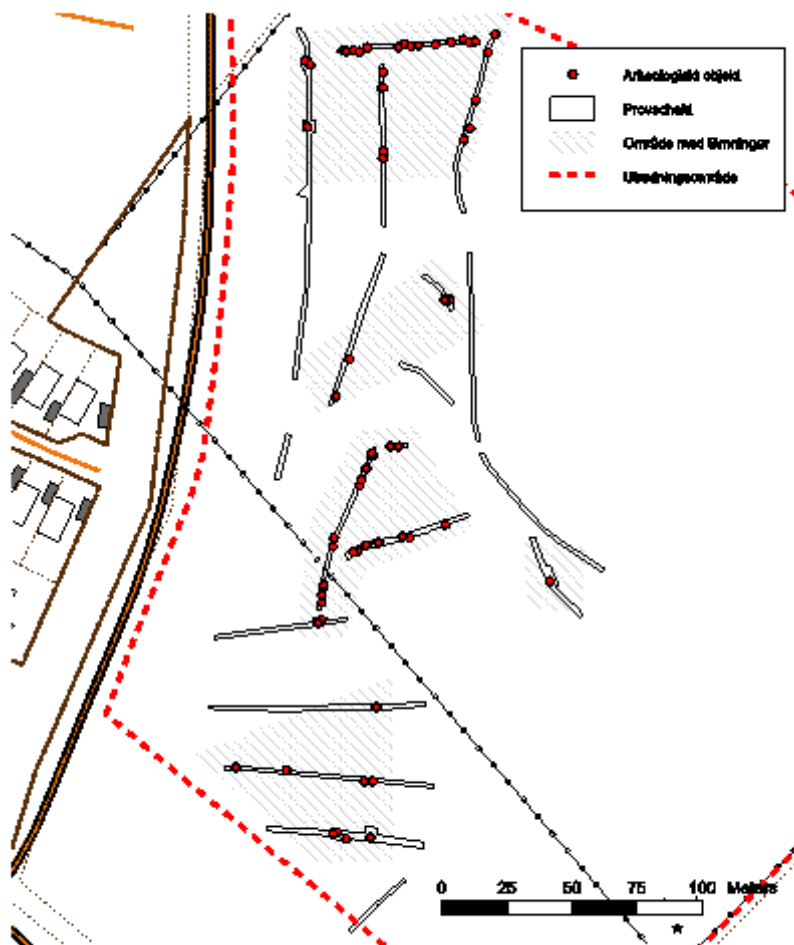 Arkeologiskt objekt
Provschakt
Område med lämningar
Utredningsområde
0 25 50 75 100 Meters